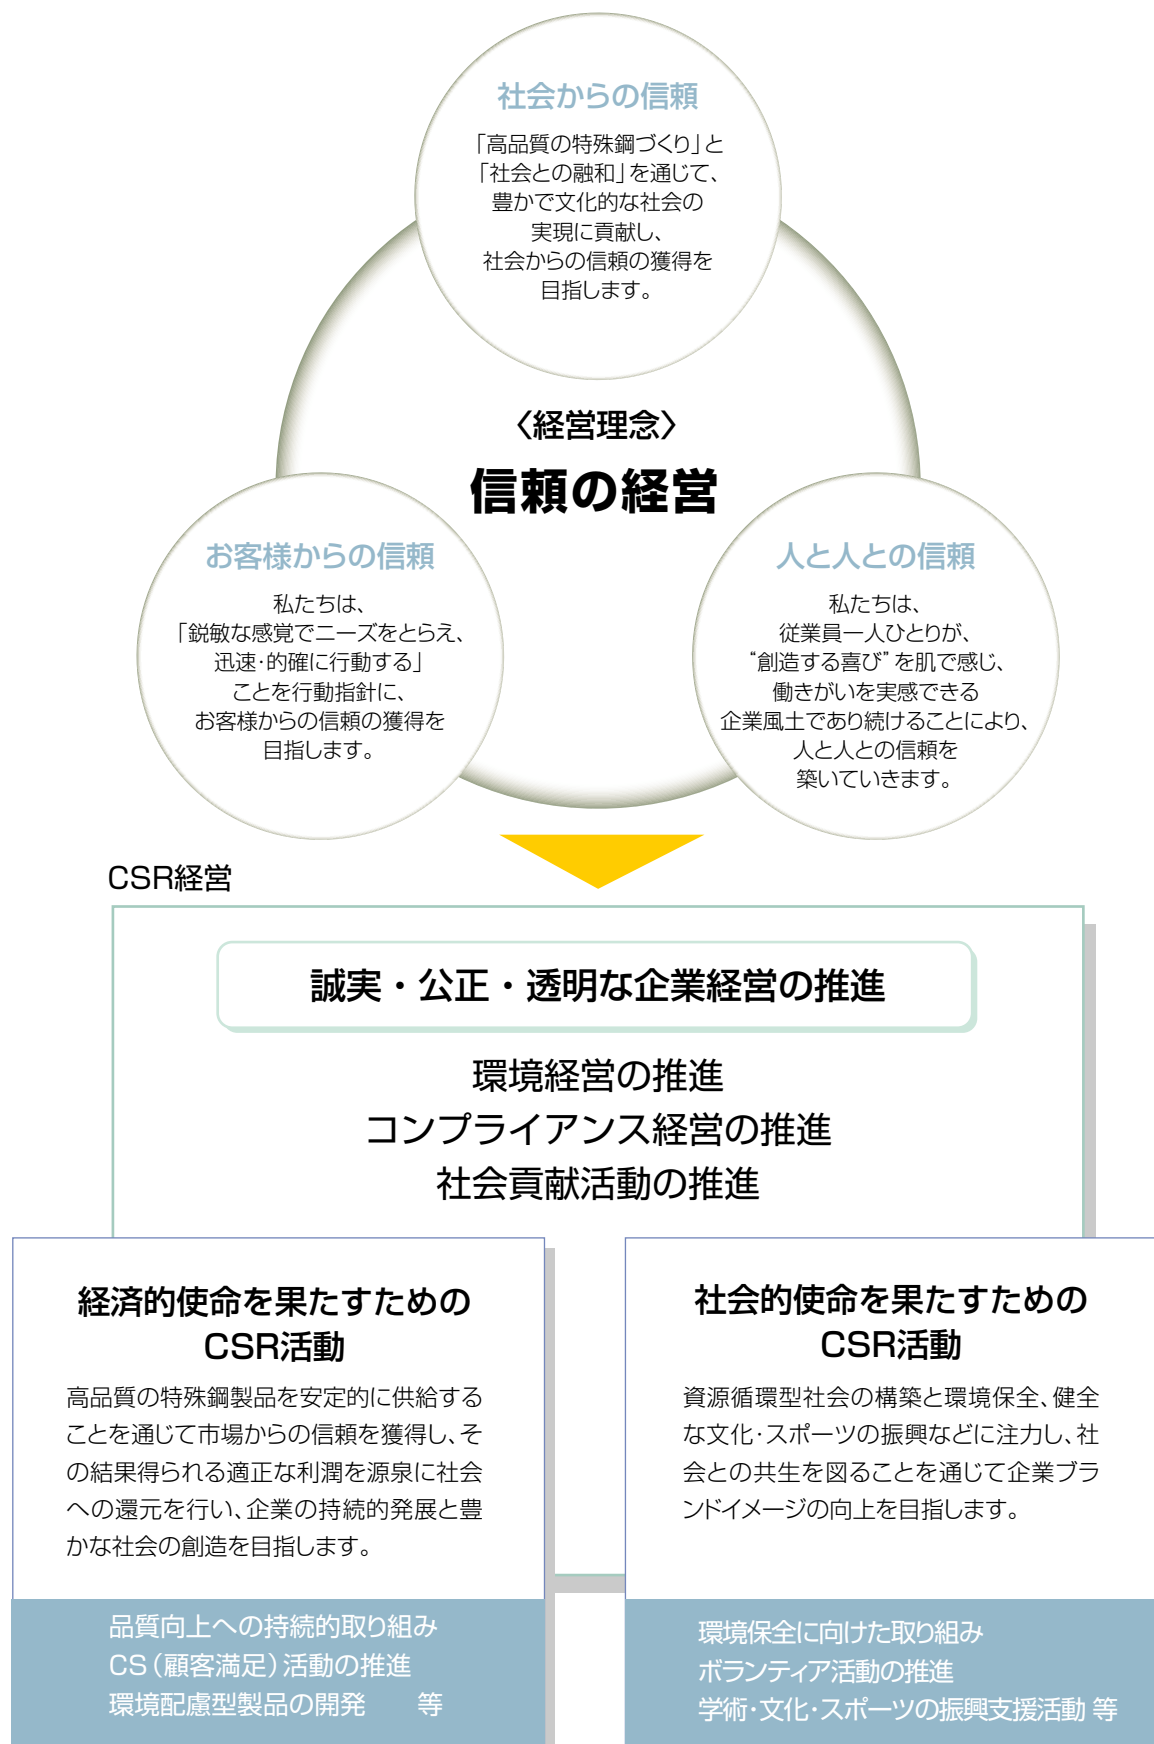 社会からの信頼
「高品質の特殊鋼づくり」と
「社会との融和」を通じて、
豊かで文化的な社会の
実現に貢献し、
社会からの信頼の獲得を
目指します。
〈経営理念〉
信頼の経営
お客様からの信頼
私たちは、
「鋭敏な感覚でニーズをとらえ、
迅速・的確に行動する」
ことを行動指針に、
お客様からの信頼の獲得を
目指します。
人と人との信頼
私たちは、
従業員一人ひとりが、
“創造する喜び”を肌で感じ、
働きがいを実感できる
企業風土であり続けることにより、
人と人との信頼を
築いていきます。
CSR経営
誠実・公正・透明な企業経営の推進
環境経営の推進
コンプライアンス経営の推進
社会貢献活動の推進
経済的使命を果たすための
CSR活動
高品質の特殊鋼製品を安定的に供給する
ことを通じて市場からの信頼を獲得し、そ
の結果得られる適正な利潤を源泉に社会
への還元を行い、企業の持続的発展と豊
かな社会の創造を目指します。
品質向上への持続的取り組み
CS（顧客満足）活動の推進
環境配慮型製品の開発　等
社会的使命を果たすための
CSR活動
資源循環型社会の構築と環境保全、健全
な文化・スポーツの振興などに注力し、社
会との共生を図ることを通じて企業ブラ
ンドイメージの向上を目指します。
環境保全に向けた取り組み
ボランティア活動の推進
学術・文化・スポーツの振興支援活動 等